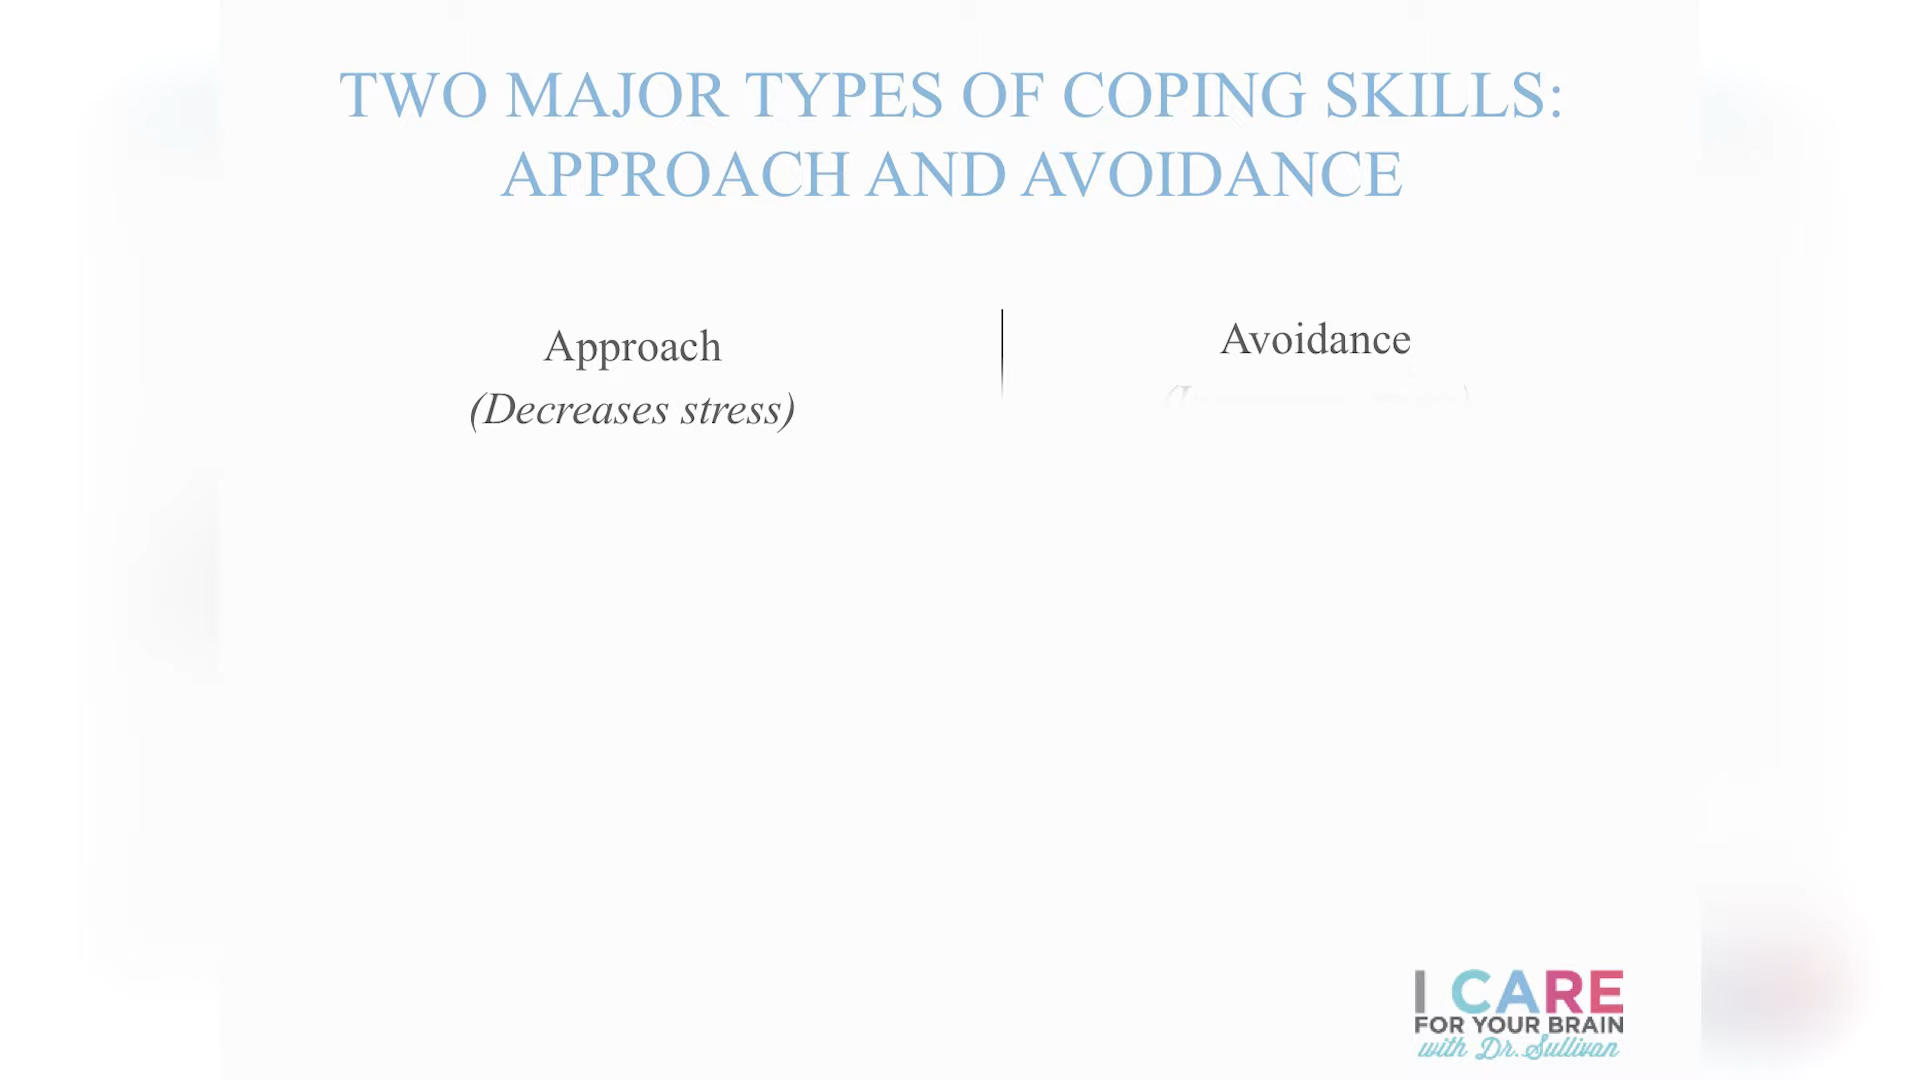 TWO MAJOR TYPES OF COPING SKILLS:
APPROACH AND AVOIDANCE
Approach
(Decreases stress)
Avoidance
I CARE
FOR YOUR BRAIN
with Dr. Sullivan